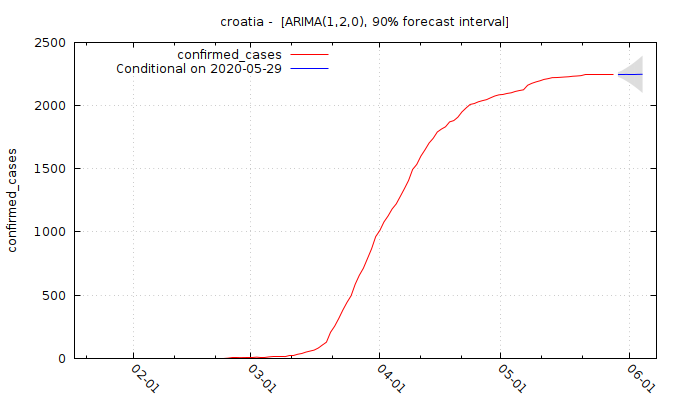 croatia - [ARIMA(1,2,0), 90% forecast interval]
confirmed_cases
Conditional on 2020-05-29
confirmed_cases
2500
2000
1500
1000
500
0
02-01
03-01
04-01
05-01
06-01